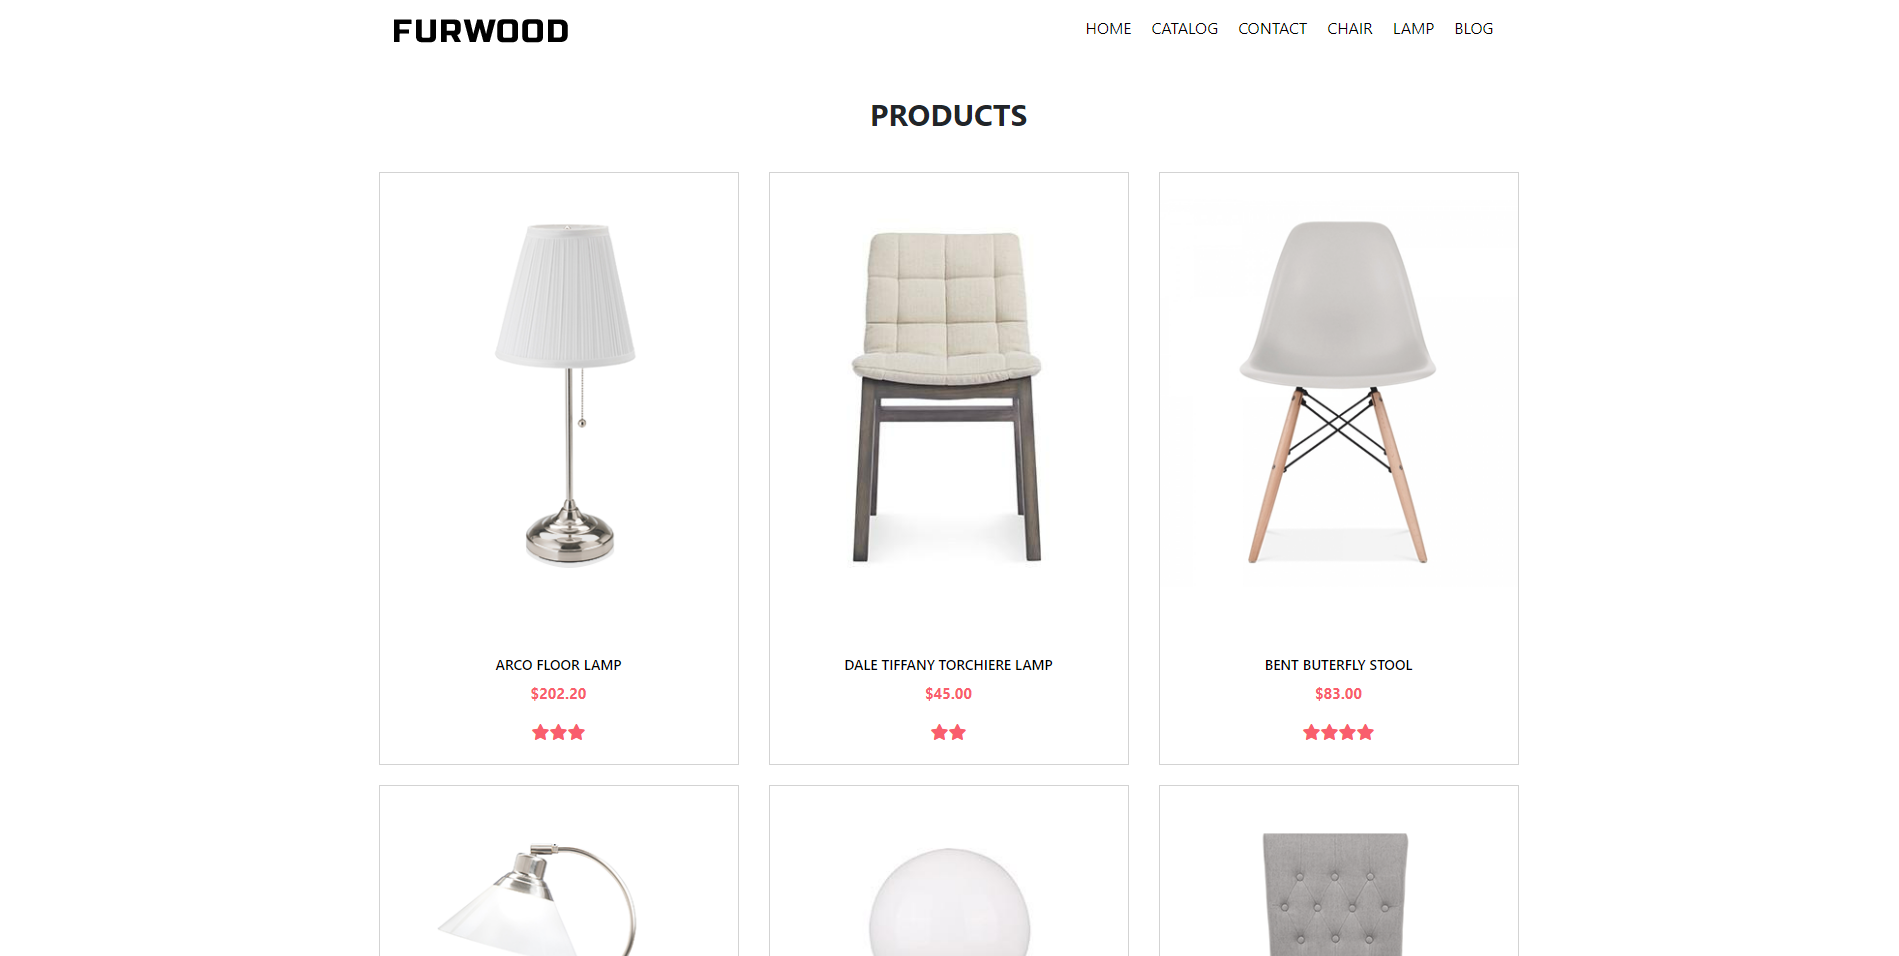 FURWOOD
HOME CATALOG CONTACT CHAIR LAMP BLOG
PRODUCTS
ARCO FLOOR LAMP
$202.20
DALE TIFFANY TORCHIERE LAMP
$45.00
BENT BUTERFLY STOOL
$83.00